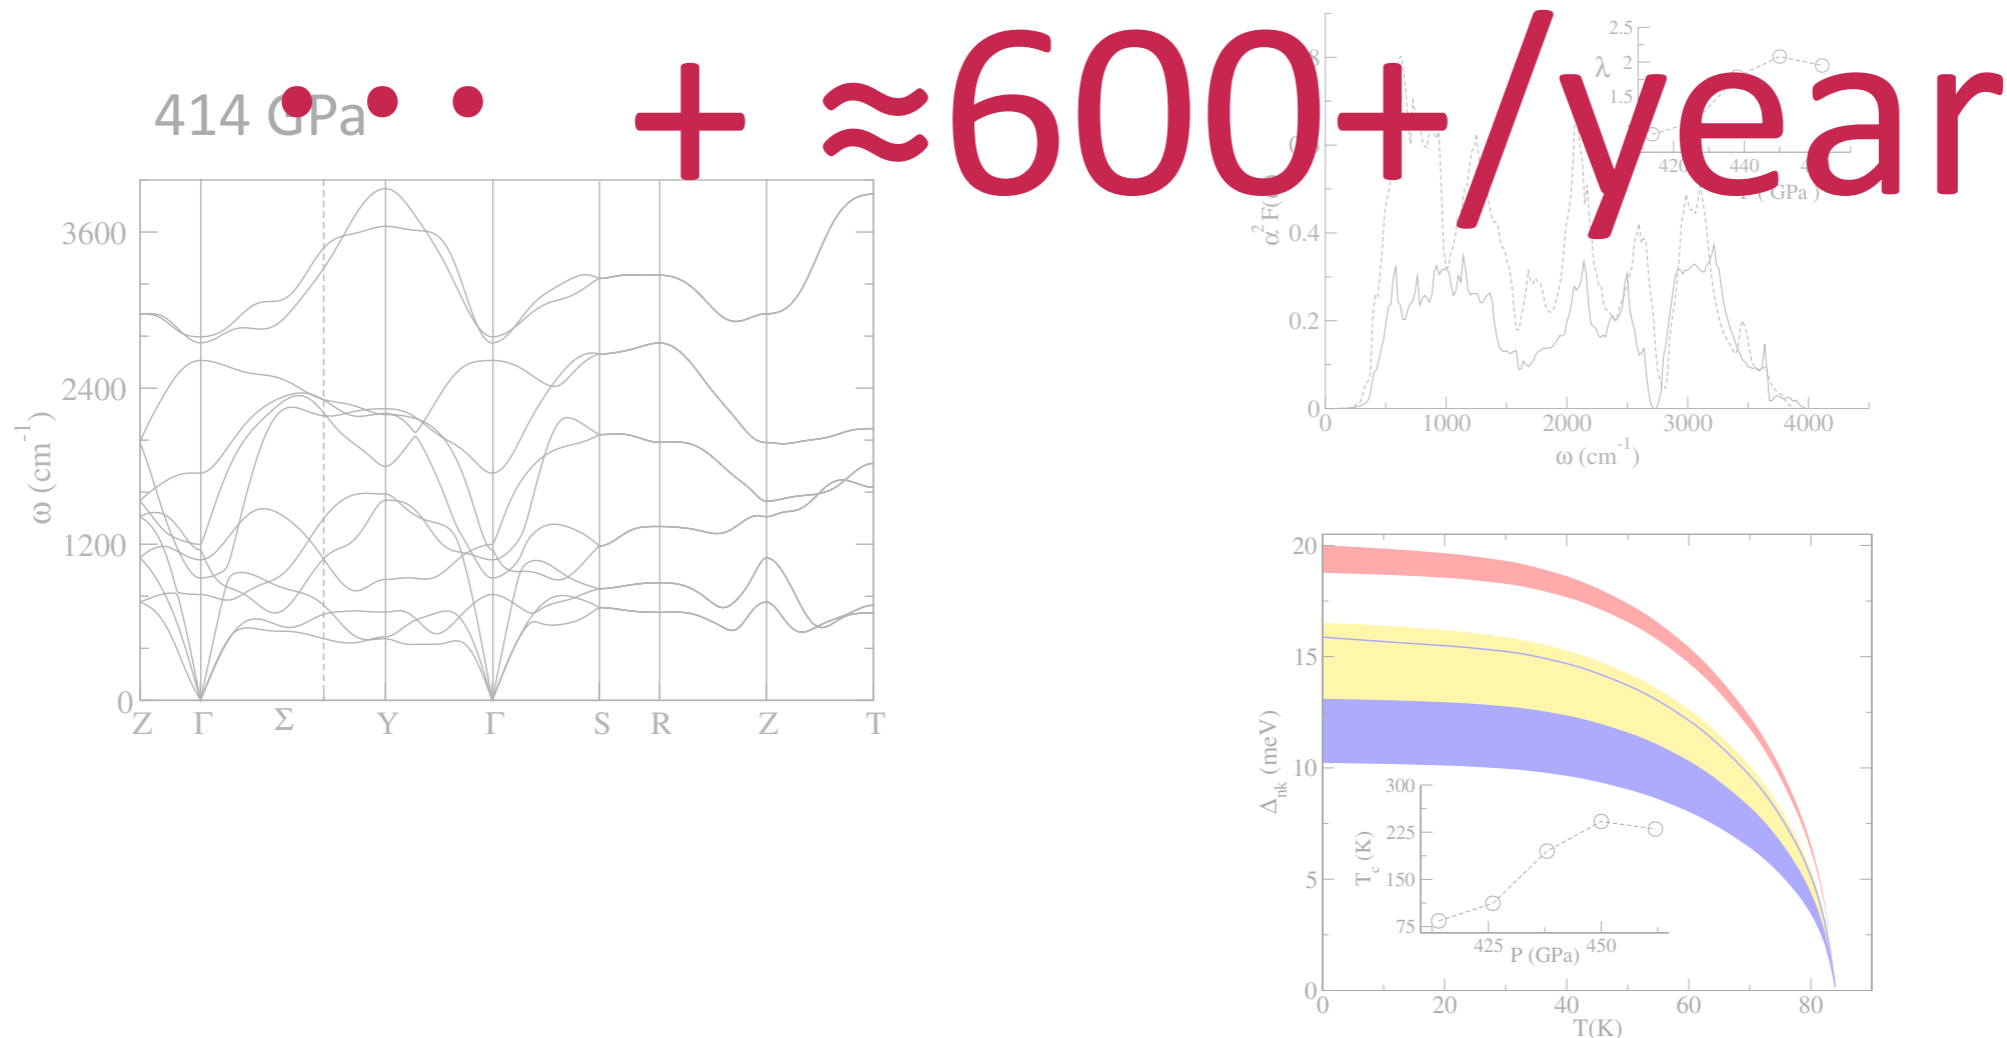 414 GPa
• • • + ≈600+/year
3600
2400
1200
0
ω (cm⁻¹)
Z Γ Σ Y Γ S R Z T
0.4
0.2
0
0 1000 2000 3000 4000
ω (cm⁻¹)
2.5
2
1.5
λ
420 440
20
15
10
5
0
Δnk (meV)
0 20 40 60 80
T(K)
300
225
150
75
Tc (K)
425 450
P (GPa)